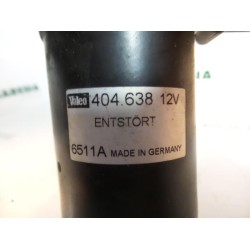 Valeo 404.638 12V
ENTSTÖRT
6511A MADE IN GERMANY